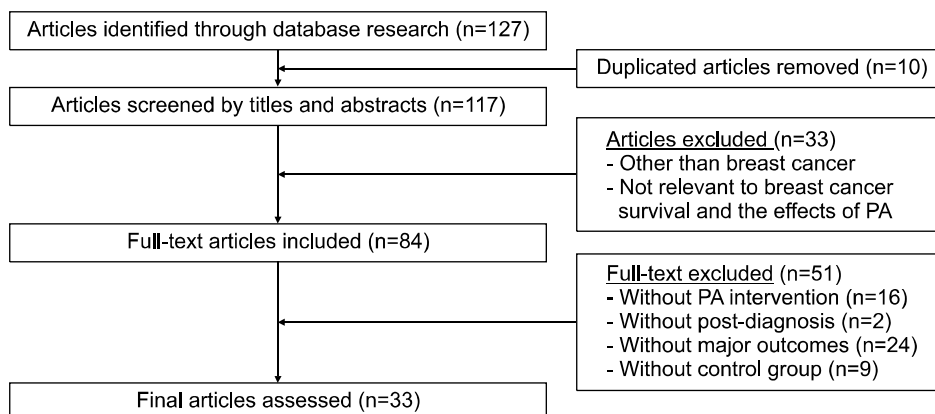 Articles identified through database research (n=127)
Duplicated articles removed (n=10)
Articles screened by titles and abstracts (n=117)
Articles excluded (n=33)
- Other than breast cancer
- Not relevant to breast cancer
survival and the effects of PA
Full-text articles included (n=84)
Full-text excluded (n=51)
- Without PA intervention (n=16)
- Without post-diagnosis (n=2)
- Without major outcomes (n=24)
- Without control group (n=9)
Final articles assessed (n=33)